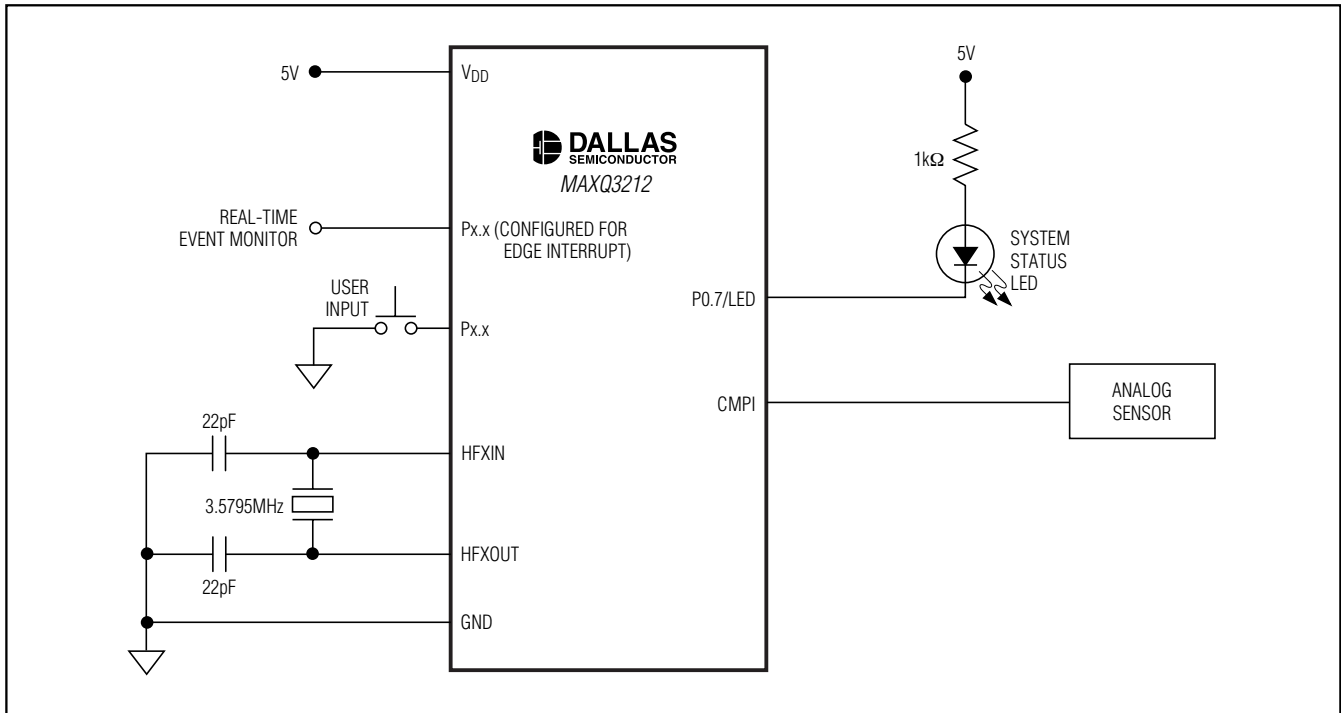 5V
V_DD
DALLAS
SEMICONDUCTOR
MAXQ3212
REAL-TIME
EVENT MONITOR
Px.x (CONFIGURED FOR
EDGE INTERRUPT)
USER
INPUT
Px.x
22pF
HFXIN
3.5795MHz
HFXOUT
22pF
GND
5V
1kΩ
SYSTEM
STATUS
LED
P0.7/LED
CMPI
ANALOG
SENSOR